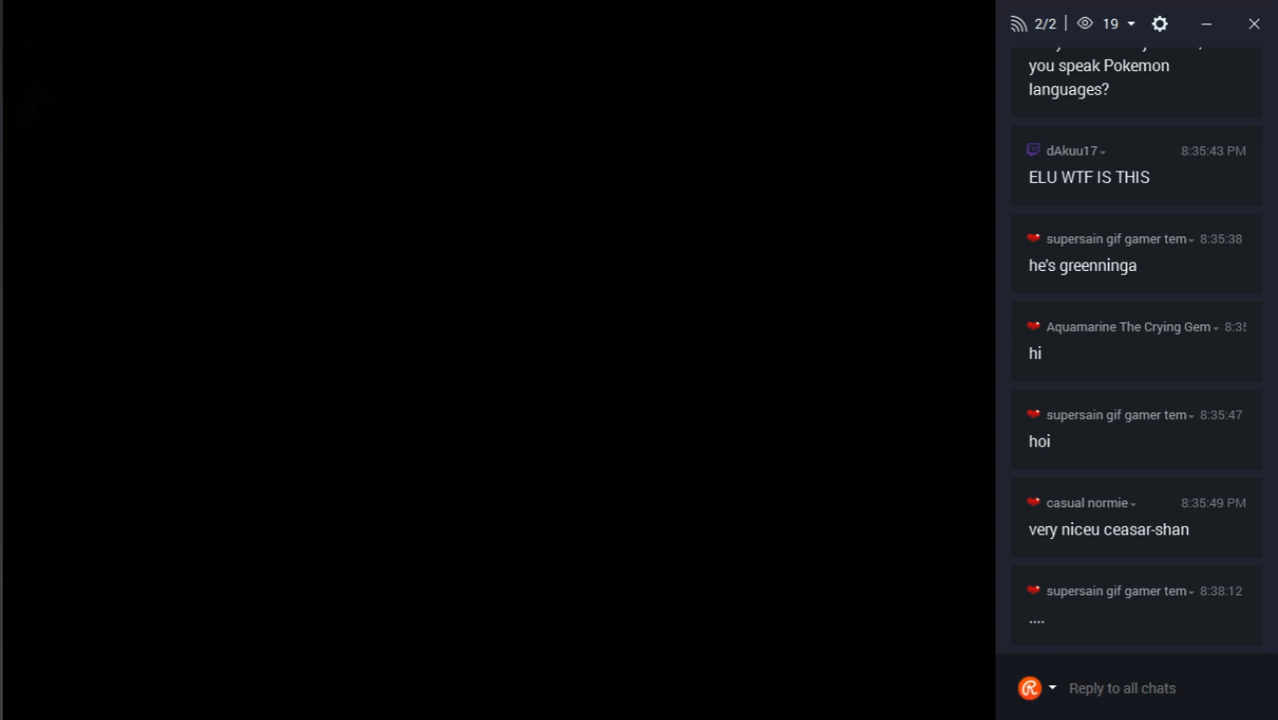 2/2 19
you speak Pokemon
languages?
dAkuu17 8:35:43 PM
ELU WTF IS THIS
supersain gif gamer tem 8:35:38
he's greenninga
Aquamarine The Crying Gem 8:35
hi
supersain gif gamer tem 8:35:47
hoi
casual normie 8:35:49 PM
very niceu ceasar-shan
supersain gif gamer tem 8:38:12
....
Reply to all chats